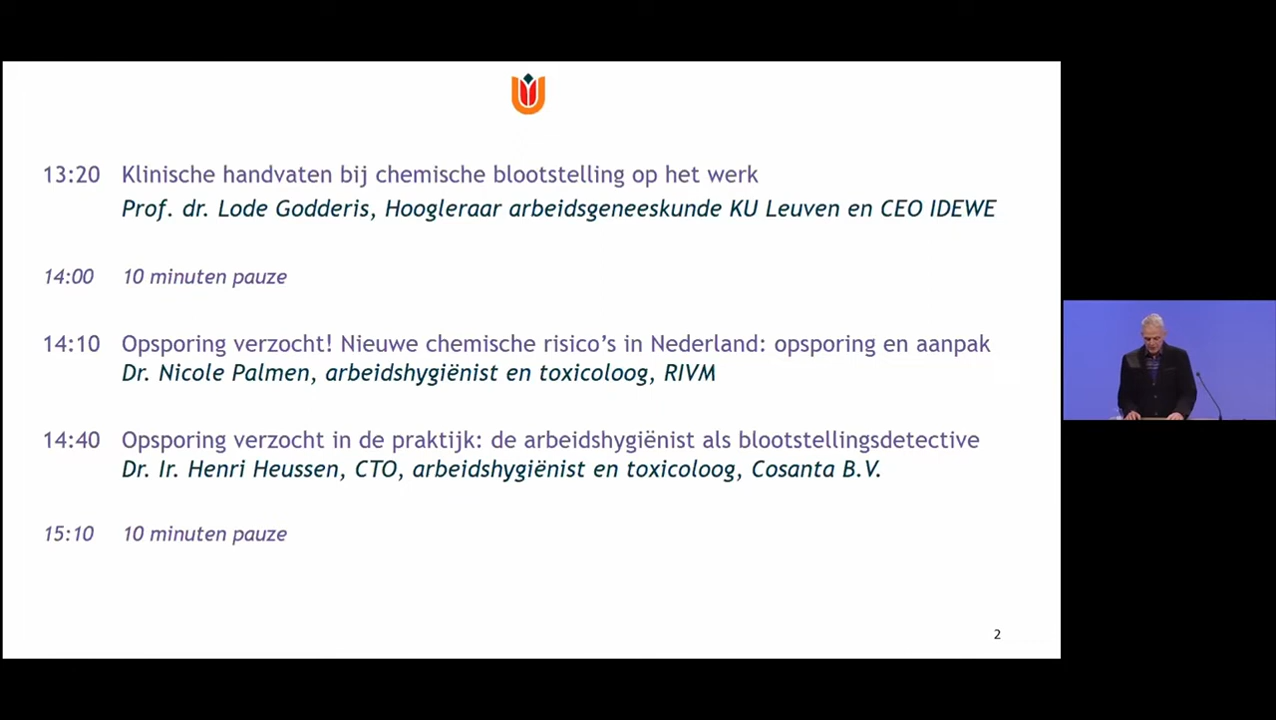 13:20 Klinische handvaten bij chemische blootstelling op het werk
Prof. dr. Lode Godderis, Hoogleraar arbeidsgeneeskunde KU Leuven en CEO IDEWE
14:00 10 minuten pauze
14:10 Opsporing verzocht! Nieuwe chemische risico’s in Nederland: opsporing en aanpak
Dr. Nicole Palmen, arbeidshygiënist en toxicoloog, RIVM
14:40 Opsporing verzocht in de praktijk: de arbeidshygiënist als blootstellingsdetective
Dr. Ir. Henri Heussen, CTO, arbeidshygiënist en toxicoloog, Cosanta B.V.
15:10 10 minuten pauze
2